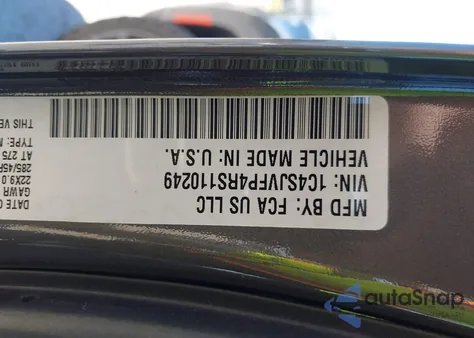 MFD BY: FCA US LLC
VIN: 1C4SJVFP4RS110249
VEHICLE MADE IN: U.S.A.
DATE O
GAWR
22X9.0
285/45R
AT 275
TYPE:
THIS VE
autoSnap